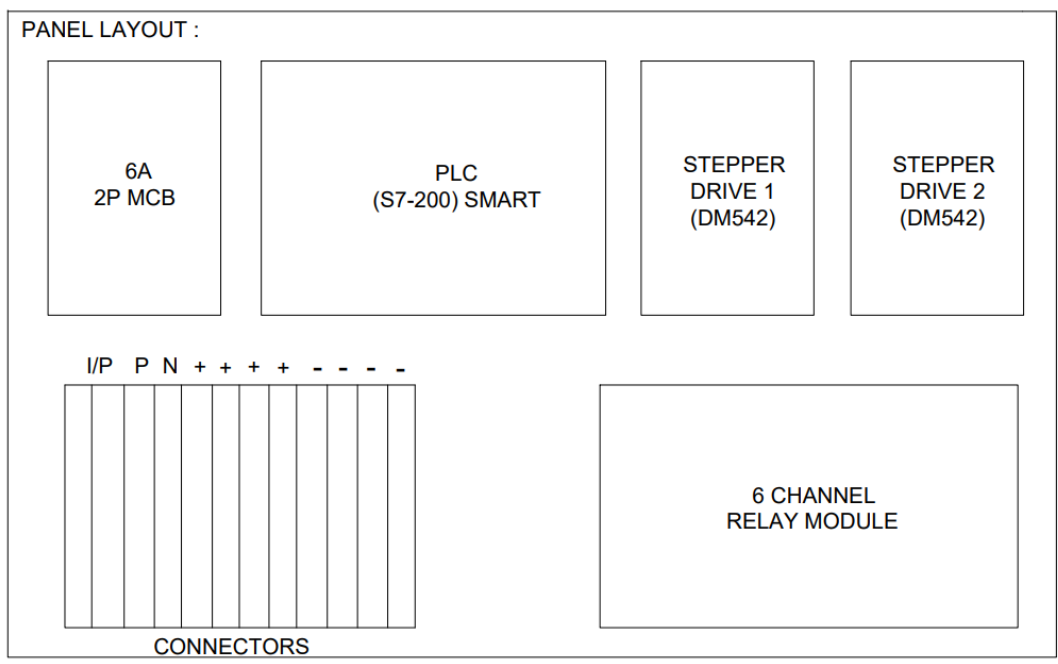 PANEL LAYOUT :
6A
2P MCB
PLC
(S7-200) SMART
STEPPER
DRIVE 1
(DM542)
STEPPER
DRIVE 2
(DM542)
I/P P N + + + + - - - -
CONNECTORS
6 CHANNEL
RELAY MODULE